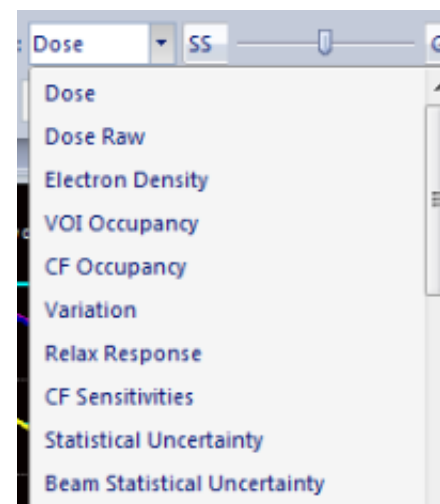 : Dose SS
Dose
Dose Raw
Electron Density
VOI Occupancy
CF Occupancy
Variation
Relax Response
CF Sensitivities
Statistical Uncertainty
Beam Statistical Uncertainty